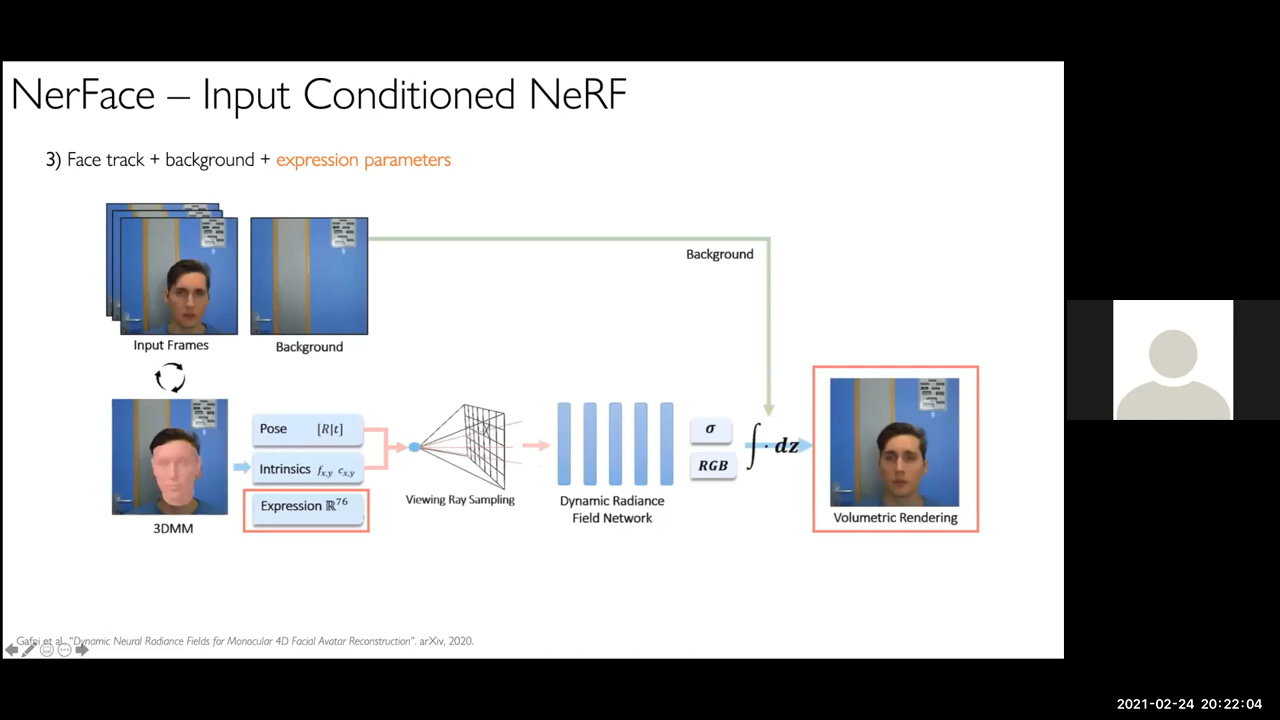 NerFace – Input Conditioned NeRF
3) Face track + background + expression parameters
Background
Input Frames
Background
Pose [R|t]
Intrinsics f_{x,y} c_{x,y}
Expression ℝ^{76}
3DMM
Viewing Ray Sampling
Dynamic Radiance
Field Network
σ
RGB
∫ · dz
Volumetric Rendering
Gafni et al. "Dynamic Neural Radiance Fields for Monocular 4D Facial Avatar Reconstruction". arXiv, 2020.
2021-02-24 20:22:04